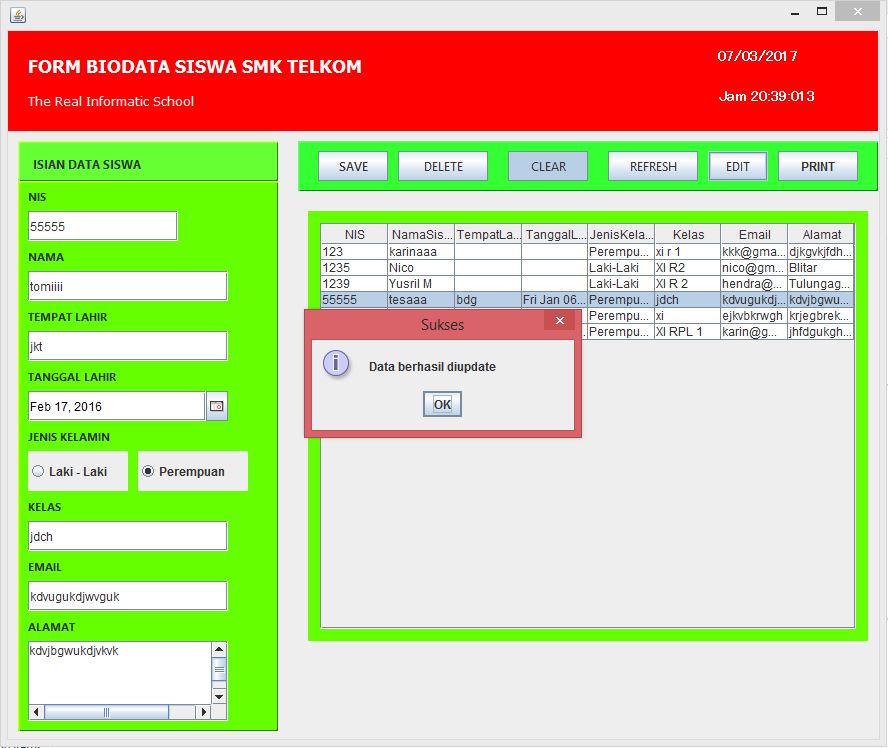 FORM BIODATA SISWA SMK TELKOM
The Real Informatic School
07/03/2017
Jam 20:39:013
ISIAN DATA SISWA
NIS
55555
NAMA
tomiiii
TEMPAT LAHIR
jkt
TANGGAL LAHIR
Feb 17, 2016
JENIS KELAMIN
Laki - Laki Perempuan
KELAS
jdch
EMAIL
kdvugukdjwvguk
ALAMAT
kdvjbgwukdjvkvk
SAVE DELETE CLEAR REFRESH EDIT PRINT
NIS NamaSis... TempatLa... TanggalL... JenisKela... Kelas Email Alamat
123 karinaaa Perempu... xi r 1 kkk@gma... djkgvkjfdh...
1235 Nico Laki-Laki XI R2 nico@gm... Blitar
1239 Yusril M Laki-Laki XI R 2 hendra@... Tulungag...
55555 tesaaa bdg Fri Jan 06... Perempu... jdch kdvugukdj... kdvjbgwu...
Perempu... xi ejkvbkrwgh krjegbrek...
Perempu... XI RPL 1 karin@g... jhfdgukgh...
Sukses
Data berhasil diupdate
OK